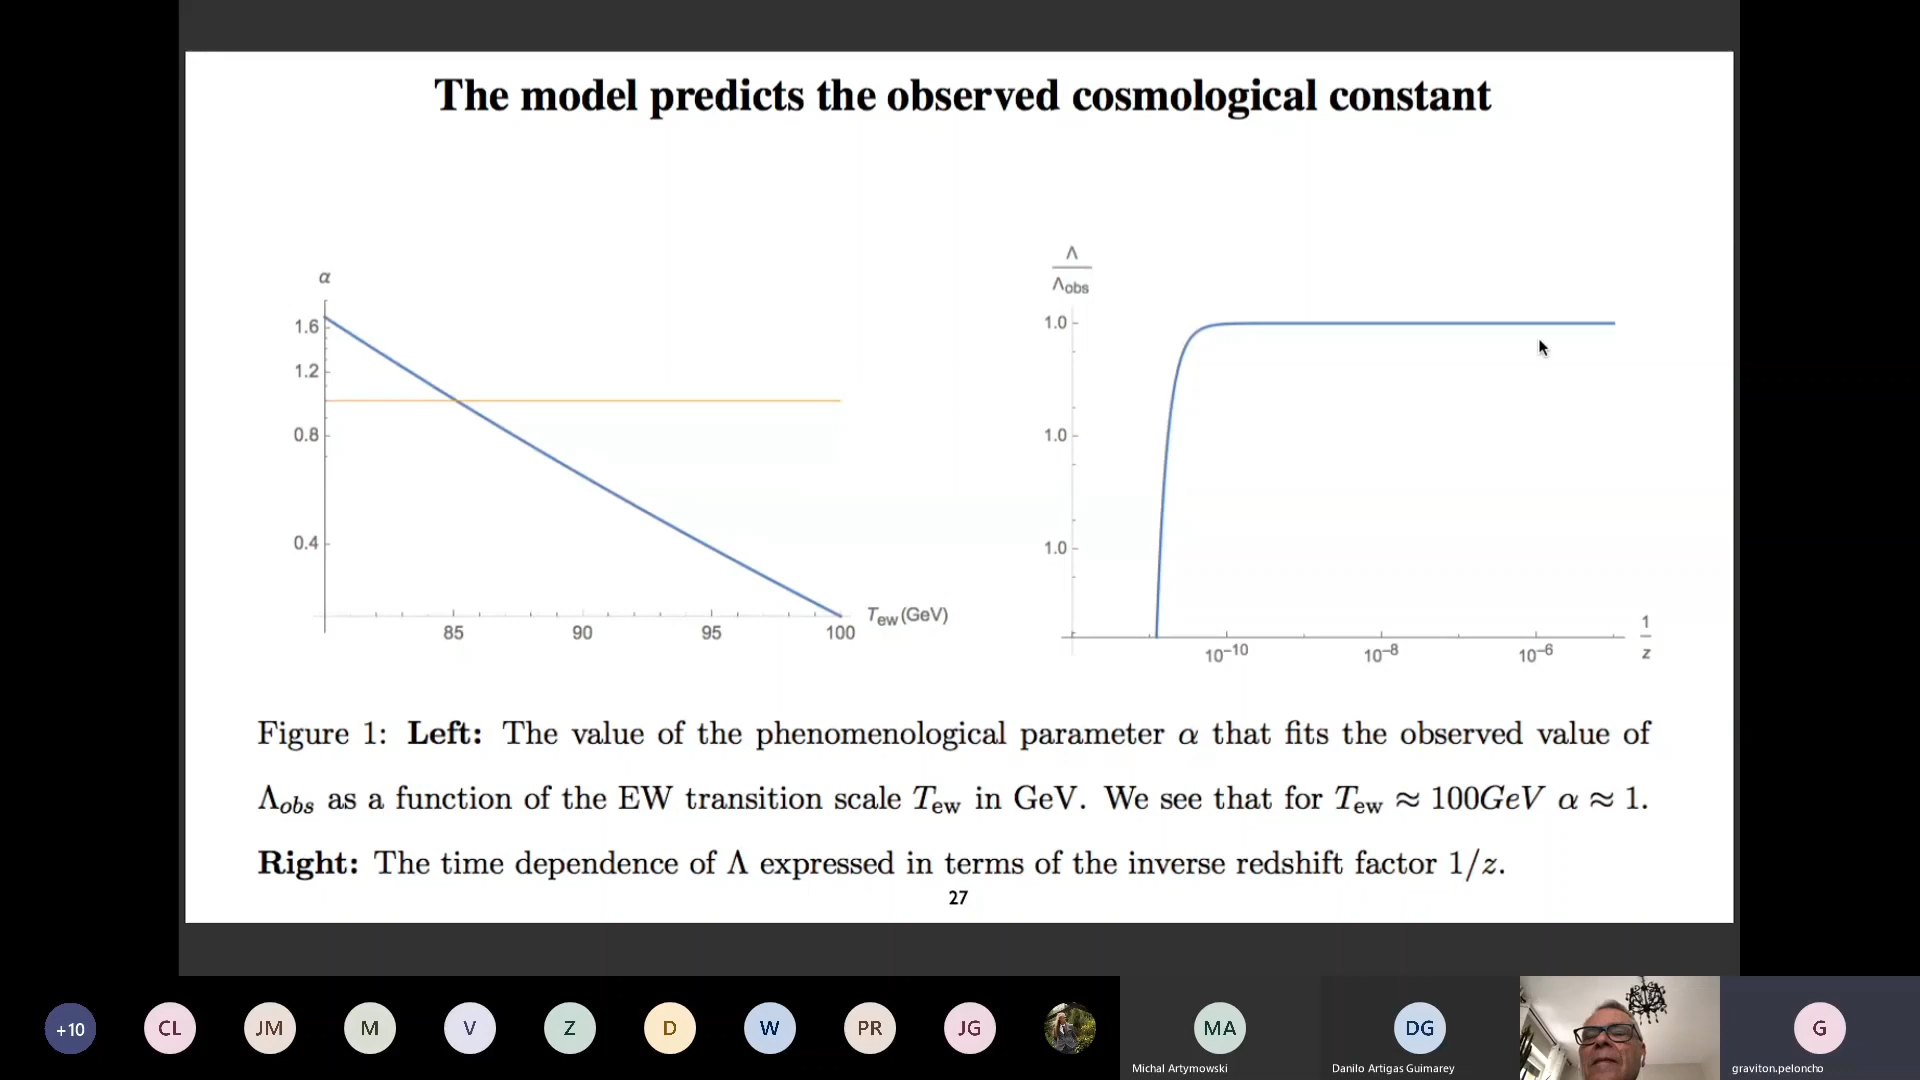 The model predicts the observed cosmological constant
α
1.6
1.2
0.8
0.4
85 90 95 100
T_ew (GeV)
Λ
Λ_obs
1.0
1.0
1.0
10^-10 10^-8 10^-6
1
z
Figure 1: Left: The value of the phenomenological parameter α that fits the observed value of
Λ_obs as a function of the EW transition scale T_ew in GeV. We see that for T_ew ≈ 100GeV α ≈ 1.
Right: The time dependence of Λ expressed in terms of the inverse redshift factor 1/z.
27
+10 CL JM M V Z D W PR JG MA DG G
Michal Artymowski Danilo Artigas Guimarey graviton.peloncho